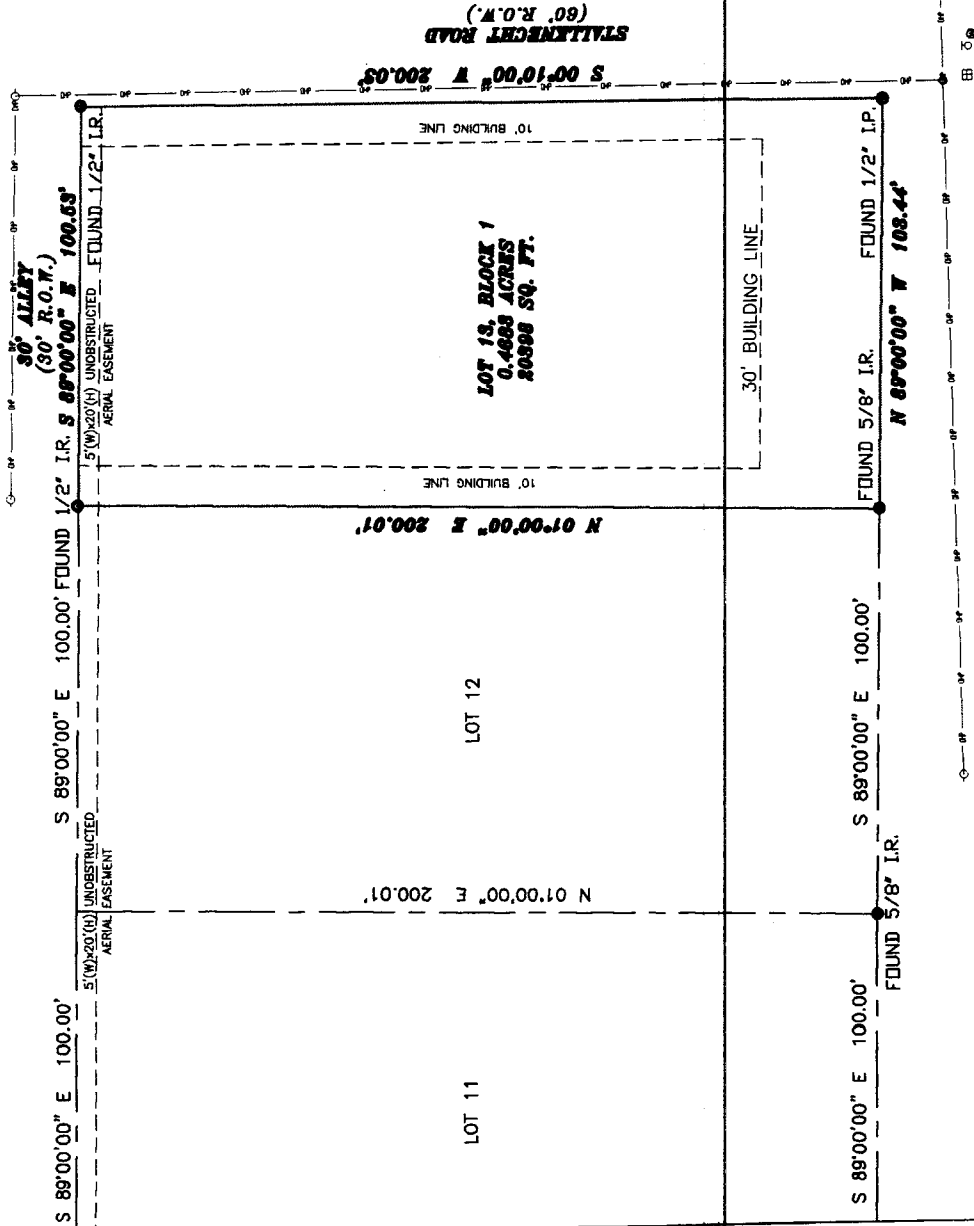 STALLKNECHT ROAD
(60' R.O.W.)
S 00°10'00" W 200.03'
30' ALLEY
(30' R.O.W.)
S 89°00'00" E 100.53'
FOUND 1/2" I.R.
5'(W)x20'(H) UNOBSTRUCTED
AERIAL EASEMENT
10' BUILDING LINE
LOT 13, BLOCK 1
0.4683 ACRES
20398 SQ. FT.
30' BUILDING LINE
FOUND 1/2" I.P.
FOUND 5/8" I.R.
N 89°00'00" W 103.44'
10' BUILDING LINE
N 01°00'00" E 200.01'
S 89°00'00" E 100.00'
FOUND 1/2" I.R.
LOT 12
S 89°00'00" E 100.00'
5'(W)x20'(H) UNOBSTRUCTED
AERIAL EASEMENT
N 01°00'00" E 200.01'
FOUND 5/8" I.R.
S 89°00'00" E 100.00'
LOT 11
S 89°00'00" E 100.00'